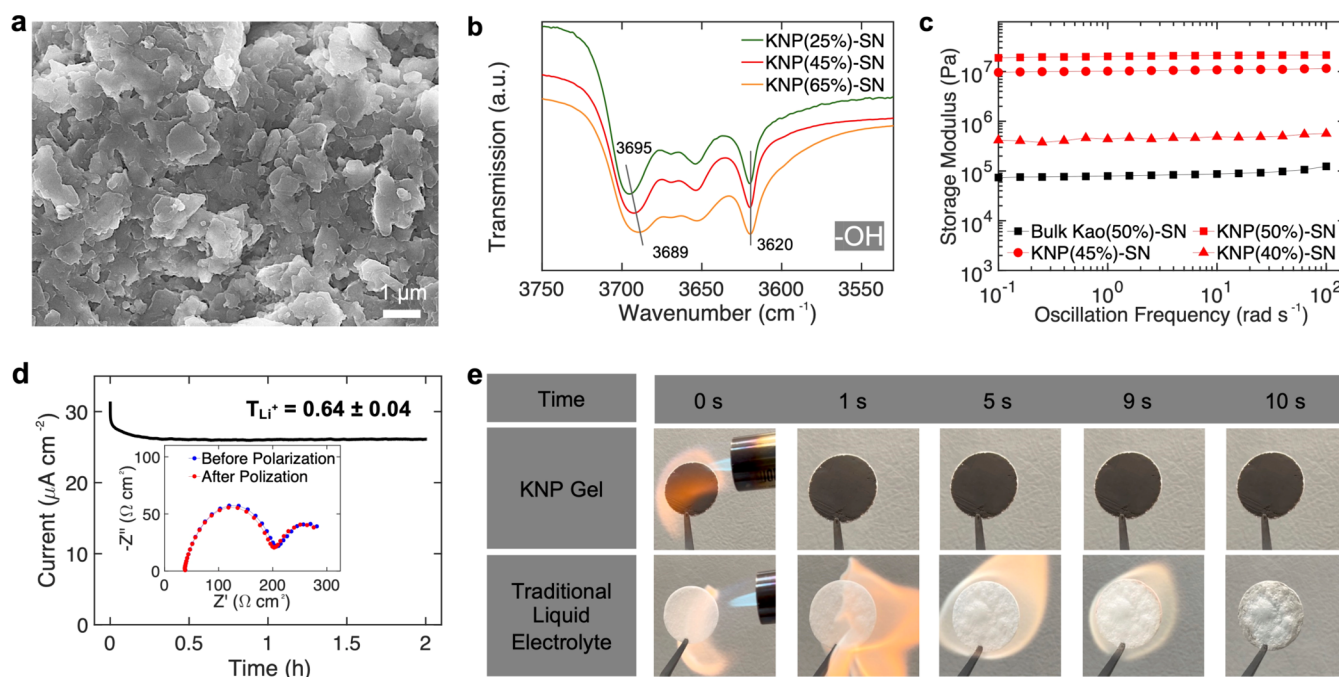 a
1 μm
b
Transmission (a.u.)
KNP(25%)-SN
KNP(45%)-SN
KNP(65%)-SN
3695
3689
3620
-OH
3750 3700 3650 3600 3550
Wavenumber (cm⁻¹)
c
Storage Modulus (Pa)
10⁷
10⁶
10⁵
10⁴
10³
Bulk Kao(50%)-SN KNP(50%)-SN
KNP(45%)-SN KNP(40%)-SN
10⁻¹ 10⁰ 10¹ 10²
Oscillation Frequency (rad s⁻¹)
d
Current (μA cm⁻²)
30
20
10
0
T Li⁺ = 0.64 ± 0.04
Before Polarization
After Polization
-Z'' (Ω cm²)
100
50
0
0 100 200 300
Z' (Ω cm²)
0 0.5 1 1.5 2
Time (h)
e
Time 0 s 1 s 5 s 9 s 10 s
KNP Gel
Traditional
Liquid
Electrolyte